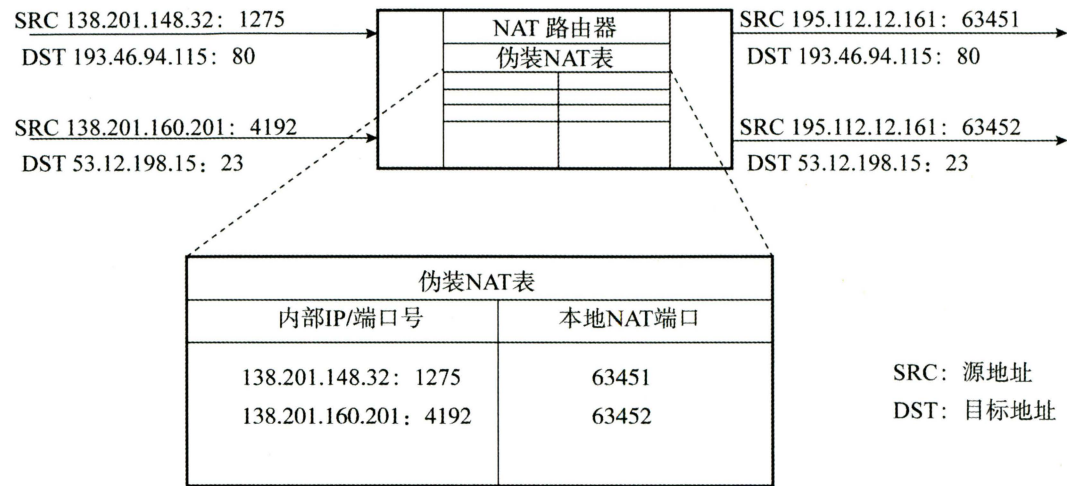 SRC 138.201.148.32：1275
DST 193.46.94.115：80
SRC 138.201.160.201：4192
DST 53.12.198.15：23
NAT 路由器
伪装NAT表
SRC 195.112.12.161：63451
DST 193.46.94.115：80
SRC 195.112.12.161：63452
DST 53.12.198.15：23
伪装NAT表
内部IP/端口号 本地NAT端口
138.201.148.32：1275 63451
138.201.160.201：4192 63452
SRC：源地址
DST：目标地址